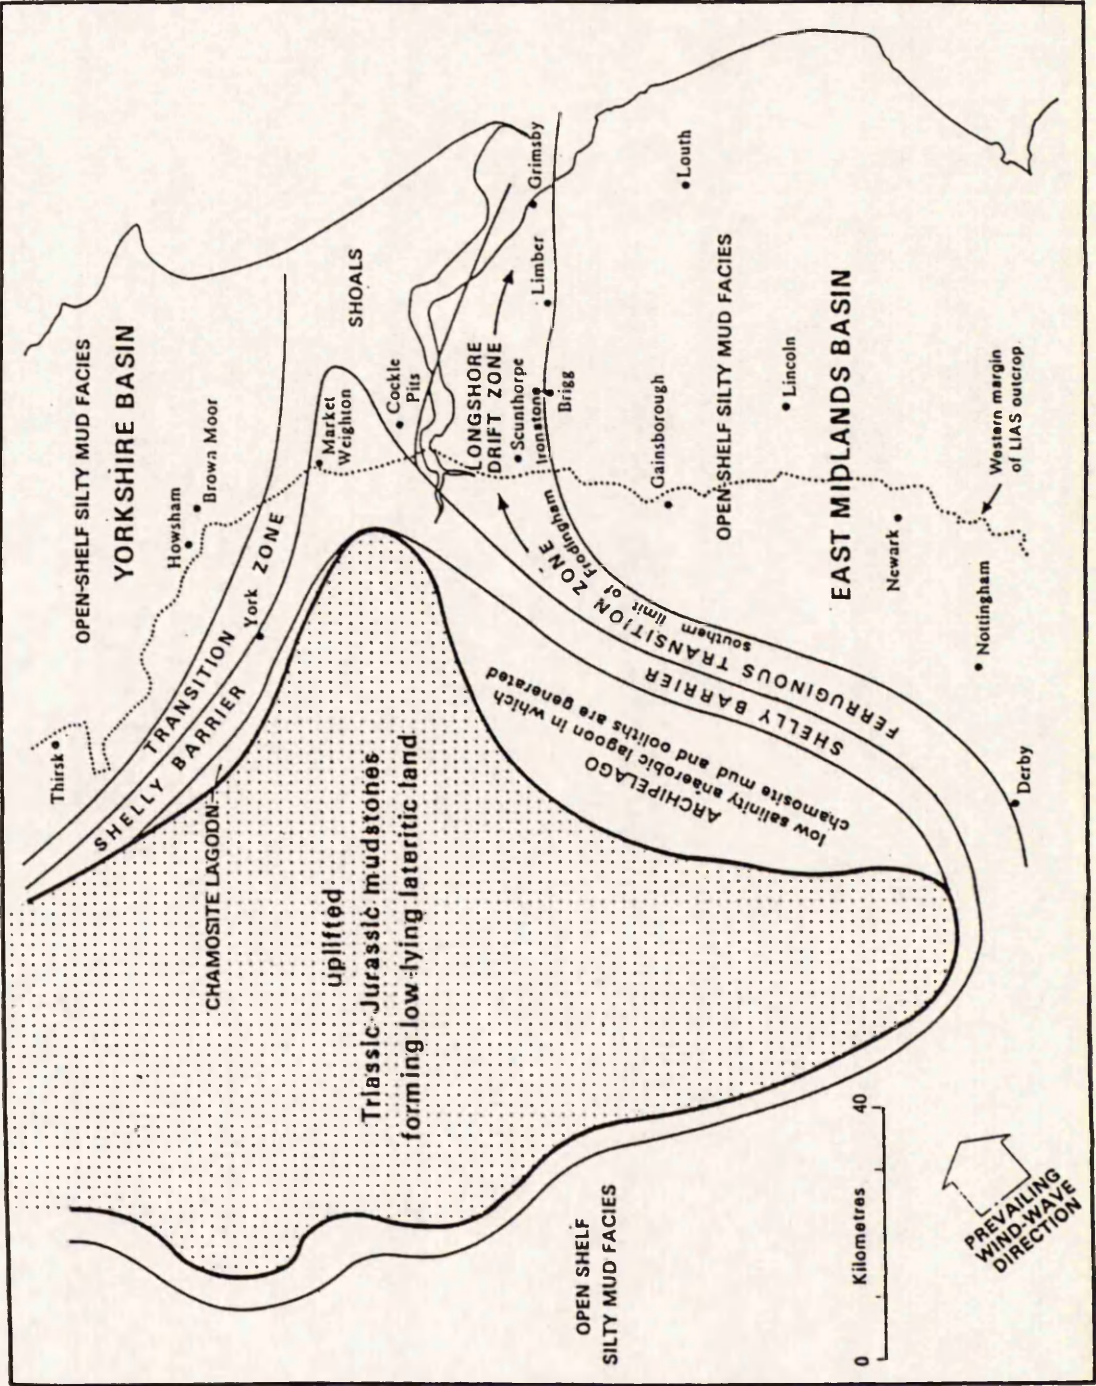 OPEN-SHELF SILTY MUD FACIES
YORKSHIRE BASIN
Thirsk
Howsham
Brown Moor
York
TRANSITION ZONE
SHELLY BARRIER
CHAMOSITE LAGOON
Market
Weighton
SHOALS
Cockle
Pits
uplifted
Triassic Jurassic mudstones
forming low-lying lateritic land
LONGSHORE
DRIFT ZONE
Scunthorpe
Grimsby
Limber
Brigg
southern limit of Frodingham Ironstone
FERRUGINOUS TRANSITION ZONE
SHELLY BARRIER
ARCHIPELAGO
low salinity anaerobic lagoon in which
chamosite mud and ooliths are generated
Louth
Gainsborough
OPEN-SHELF SILTY MUD FACIES
Lincoln
EAST MIDLANDS BASIN
Newark
Nottingham
Derby
Western margin
of LIAS outcrop
OPEN SHELF
SILTY MUD FACIES
0 Kilometres 40
PREVAILING
WIND-WAVE
DIRECTION